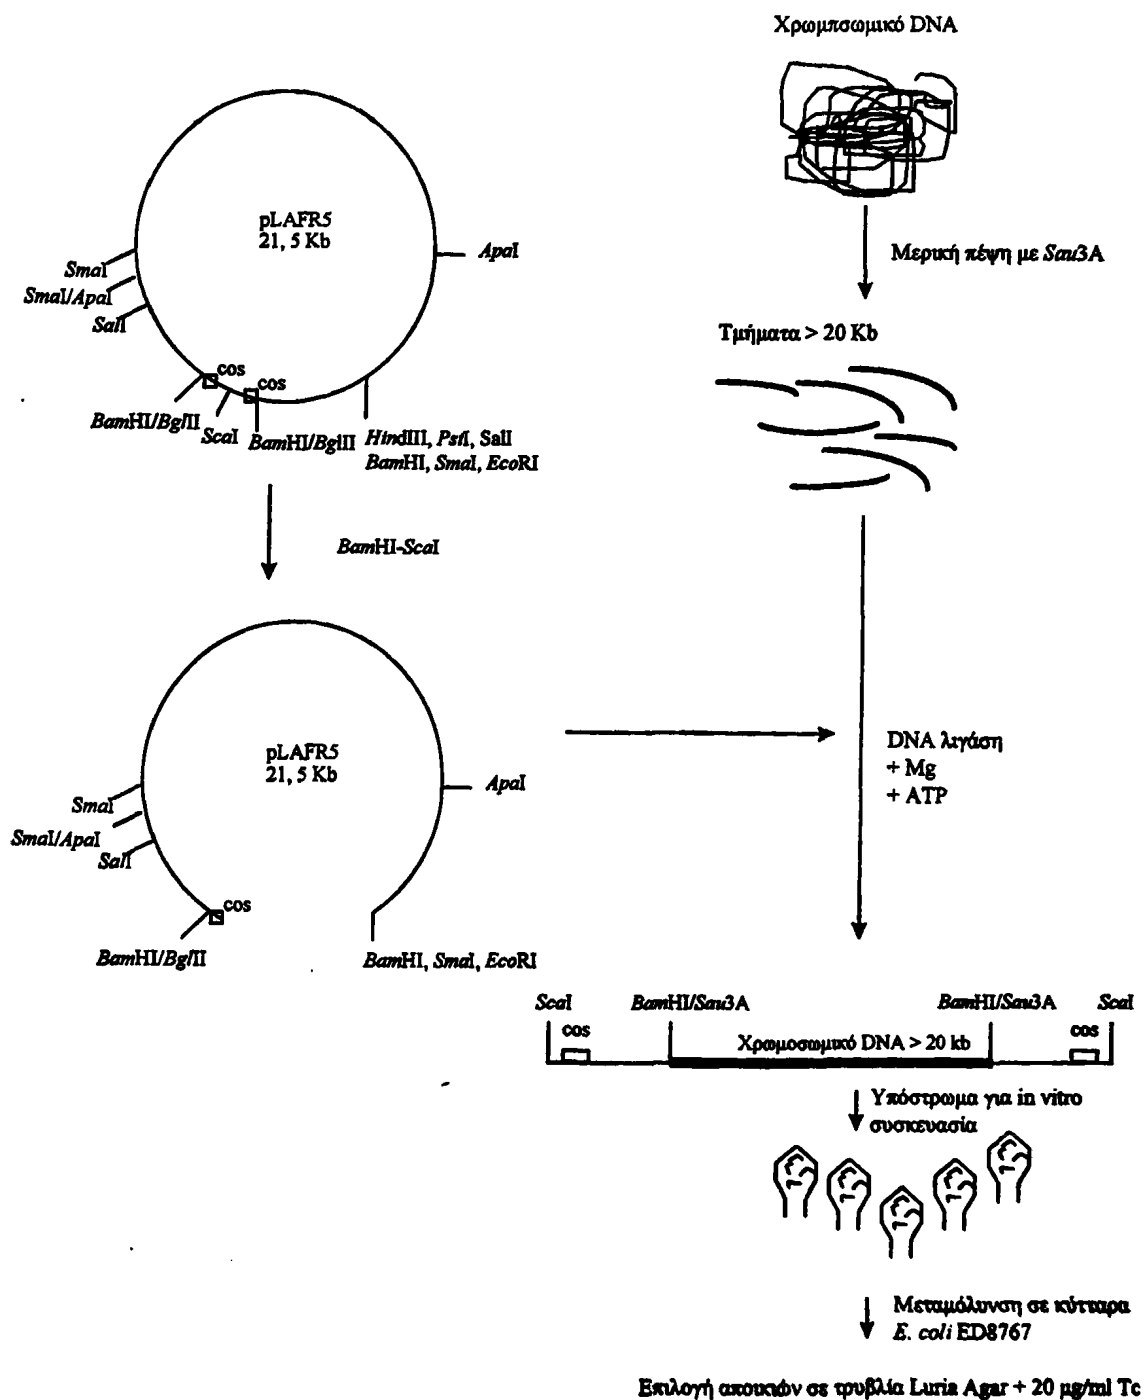 Χρωμπσωμικό DNA
pLAFR5
21, 5 Kb
ApaI
SmaI
SmaI/ApaI
SalI
cos
cos
BamHI/BglII
ScaI
BamHI/BglII
HindIII, PstI, SalI
BamHI, SmaI, EcoRI
Μερική πέψη με Sau3A
Τμήματα > 20 Kb
BamHI-ScaI
pLAFR5
21, 5 Kb
ApaI
SmaI
SmaI/ApaI
SalI
cos
BamHI/BglII
BamHI, SmaI, EcoRI
DNA λιγάση
+ Mg
+ ATP
ScaI
BamHI/Sau3A
BamHI/Sau3A
ScaI
cos
Χρωμοσωμικό DNA > 20 kb
cos
Υπόστρωμα για in vitro
συσκευασία
Μεταμόλυνση σε κύτταρα
E. coli ED8767
Επιλογή αποικιών σε τρυβλία Luria Agar + 20 μg/ml Tc